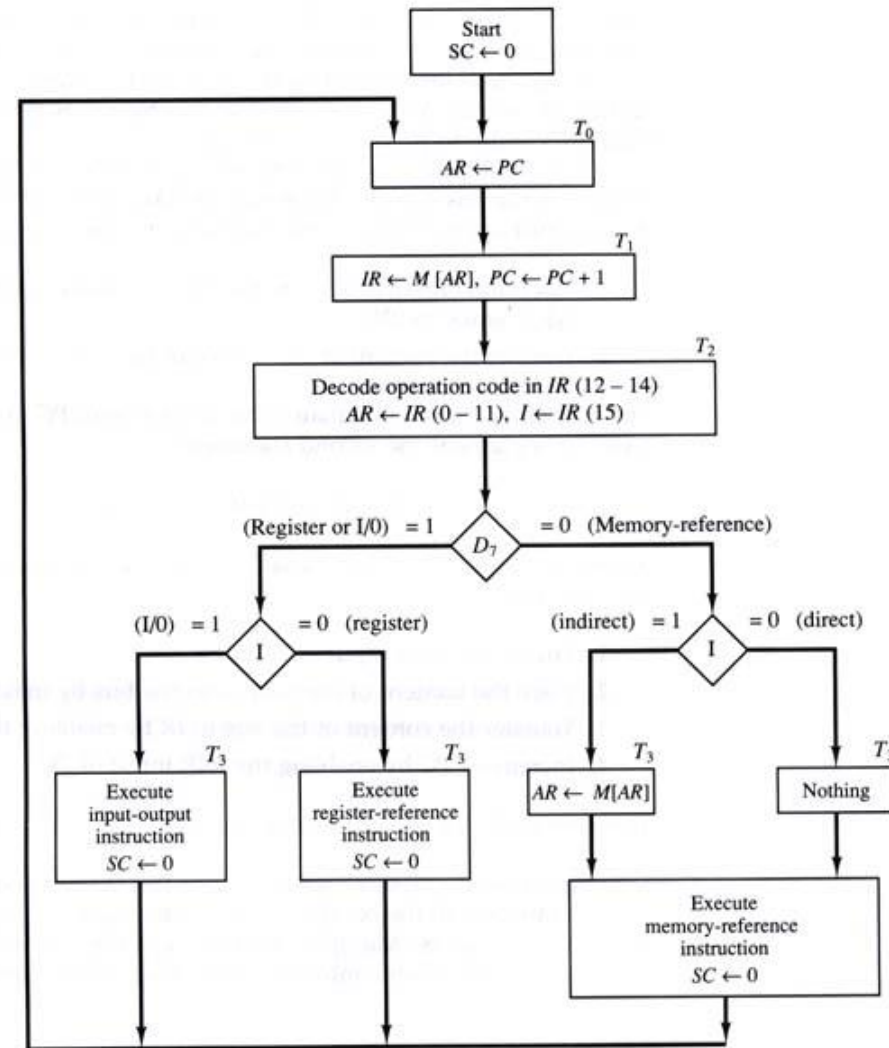 Start
SC ← 0
T₀
AR ← PC
T₁
IR ← M [AR], PC ← PC + 1
T₂
Decode operation code in IR (12 – 14)
AR ← IR (0 – 11), I ← IR (15)
(Register or I/0) = 1
= 0 (Memory-reference)
D₇
(I/0) = 1
= 0 (register)
(indirect) = 1
= 0 (direct)
I
I
T₃
T₃
T₃
Execute
input-output
instruction
SC ← 0
Execute
register-reference
instruction
SC ← 0
AR ← M[AR]
Nothing
Execute
memory-reference
instruction
SC ← 0